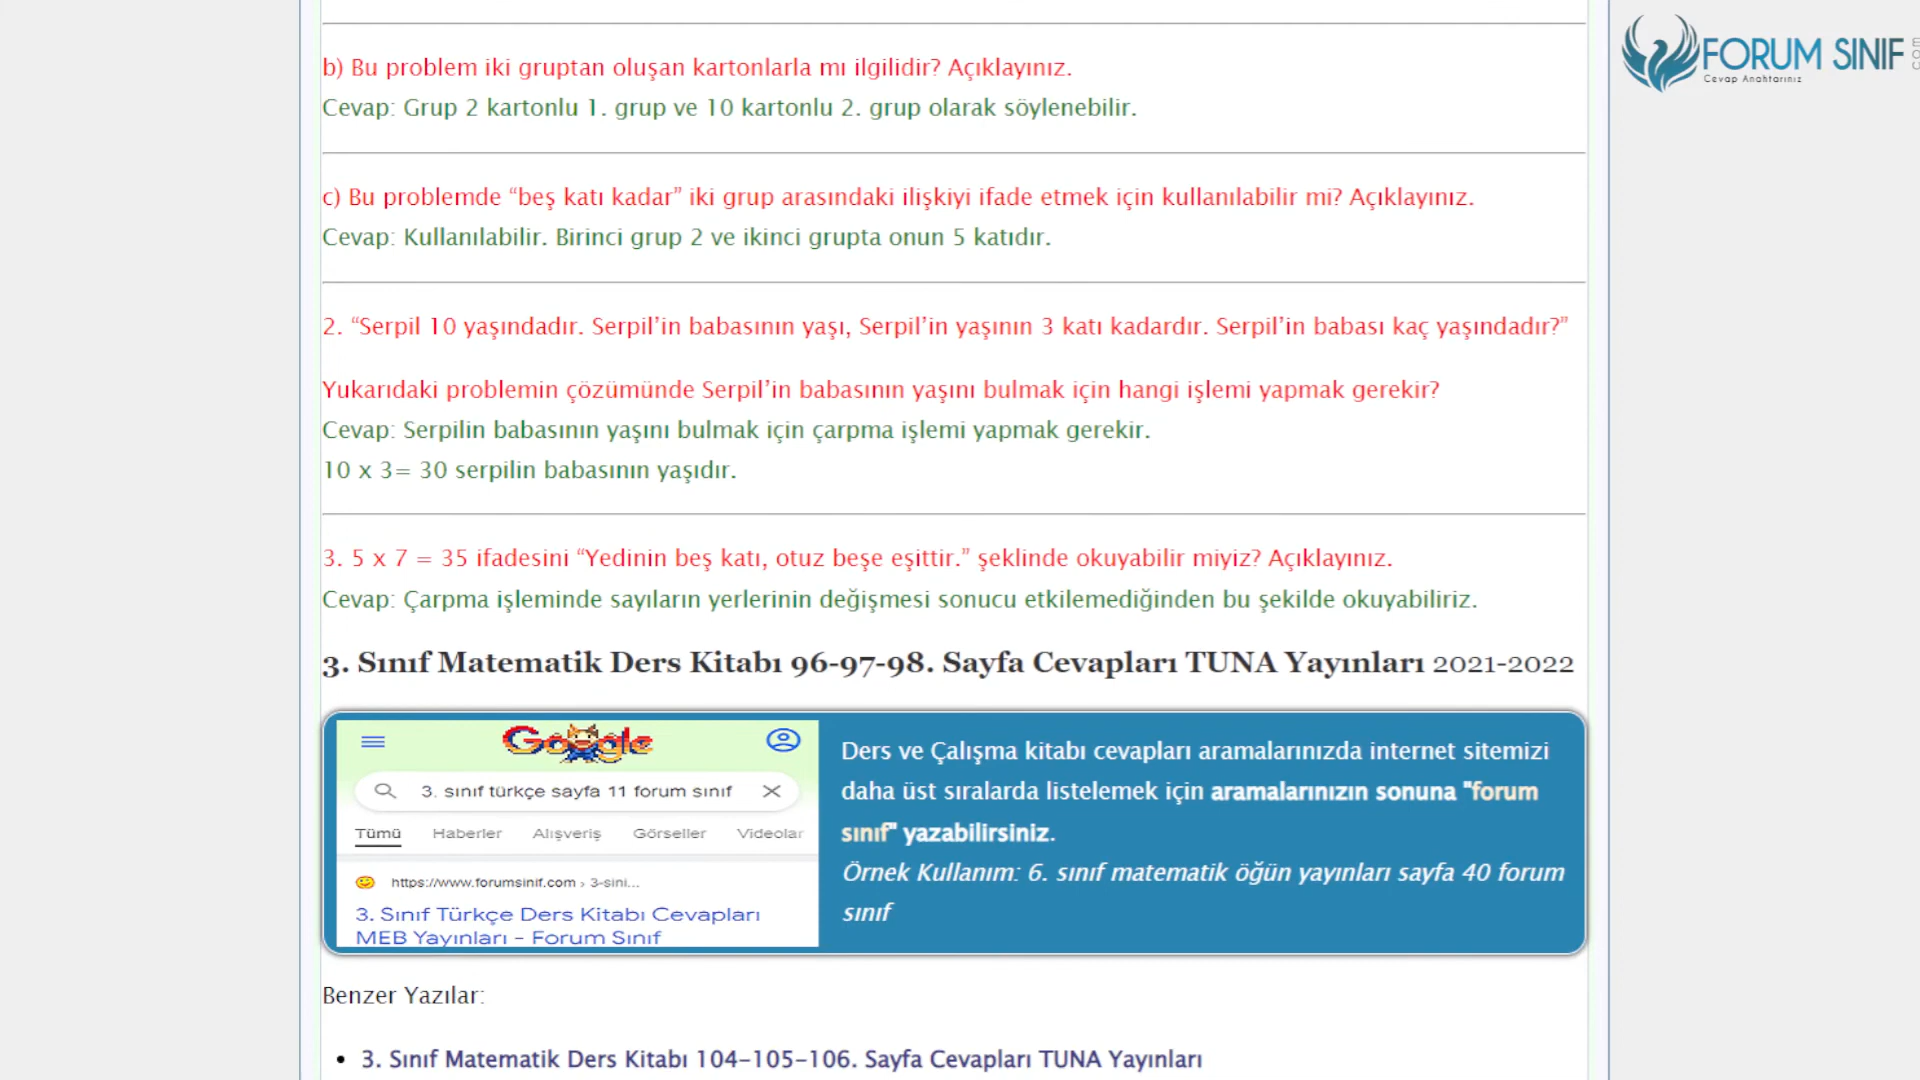 FORUM SINIF
Cevap Anahtarınız
b) Bu problem iki gruptan oluşan kartonlarla mı ilgilidir? Açıklayınız.
Cevap: Grup 2 kartonlu 1. grup ve 10 kartonlu 2. grup olarak söylenebilir.
c) Bu problemde “beş katı kadar” iki grup arasındaki ilişkiyi ifade etmek için kullanılabilir mi? Açıklayınız.
Cevap: Kullanılabilir. Birinci grup 2 ve ikinci grupta onun 5 katıdır.
2. “Serpil 10 yaşındadır. Serpil’in babasının yaşı, Serpil’in yaşının 3 katı kadardır. Serpil’in babası kaç yaşındadır?”
Yukarıdaki problemin çözümünde Serpil’in babasının yaşını bulmak için hangi işlemi yapmak gerekir?
Cevap: Serpilin babasının yaşını bulmak için çarpma işlemi yapmak gerekir.
10 x 3= 30 serpilin babasının yaşıdır.
3. 5 x 7 = 35 ifadesini “Yedinin beş katı, otuz beşe eşittir.” şeklinde okuyabilir miyiz? Açıklayınız.
Cevap: Çarpma işleminde sayıların yerlerinin değişmesi sonucu etkilemediğinden bu şekilde okuyabiliriz.
3. Sınıf Matematik Ders Kitabı 96-97-98. Sayfa Cevapları TUNA Yayınları 2021-2022
Google
3. sınıf türkçe sayfa 11 forum sınıf
Tümü Haberler Alışveriş Görseller Videolar
https://www.forumsinif.com › 3-sini...
3. Sınıf Türkçe Ders Kitabı Cevapları
MEB Yayınları - Forum Sınıf
Ders ve Çalışma kitabı cevapları aramalarınızda internet sitemizi
daha üst sıralarda listelemek için aramalarınızın sonuna "forum
sınıf" yazabilirsiniz.
Örnek Kullanım: 6. sınıf matematik öğün yayınları sayfa 40 forum
sınıf
Benzer Yazılar:
• 3. Sınıf Matematik Ders Kitabı 104–105–106. Sayfa Cevapları TUNA Yayınları